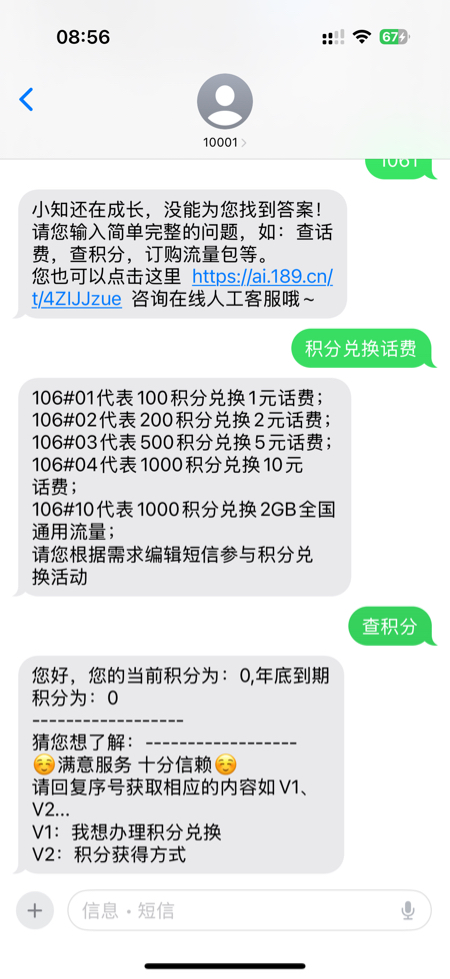 08:56
67
10001
1061
小知还在成长，没能为您找到答案！
请您输入简单完整的问题，如：查话
费，查积分，订购流量包等。
您也可以点击这里 https://ai.189.cn/
t/4ZIJJzue 咨询在线人工客服哦～
积分兑换话费
106#01代表100积分兑换1元话费；
106#02代表200积分兑换2元话费；
106#03代表500积分兑换5元话费；
106#04代表1000积分兑换10元
话费；
106#10代表1000积分兑换2GB全国
通用流量；
请您根据需求编辑短信参与积分兑
换活动
查积分
您好，您的当前积分为：0,年底到期
积分为：0
------------------
猜您想了解：------------------
☺️满意服务 十分信赖☺️
请回复序号获取相应的内容如V1、
V2...
V1：我想办理积分兑换
V2：积分获得方式
信息・短信